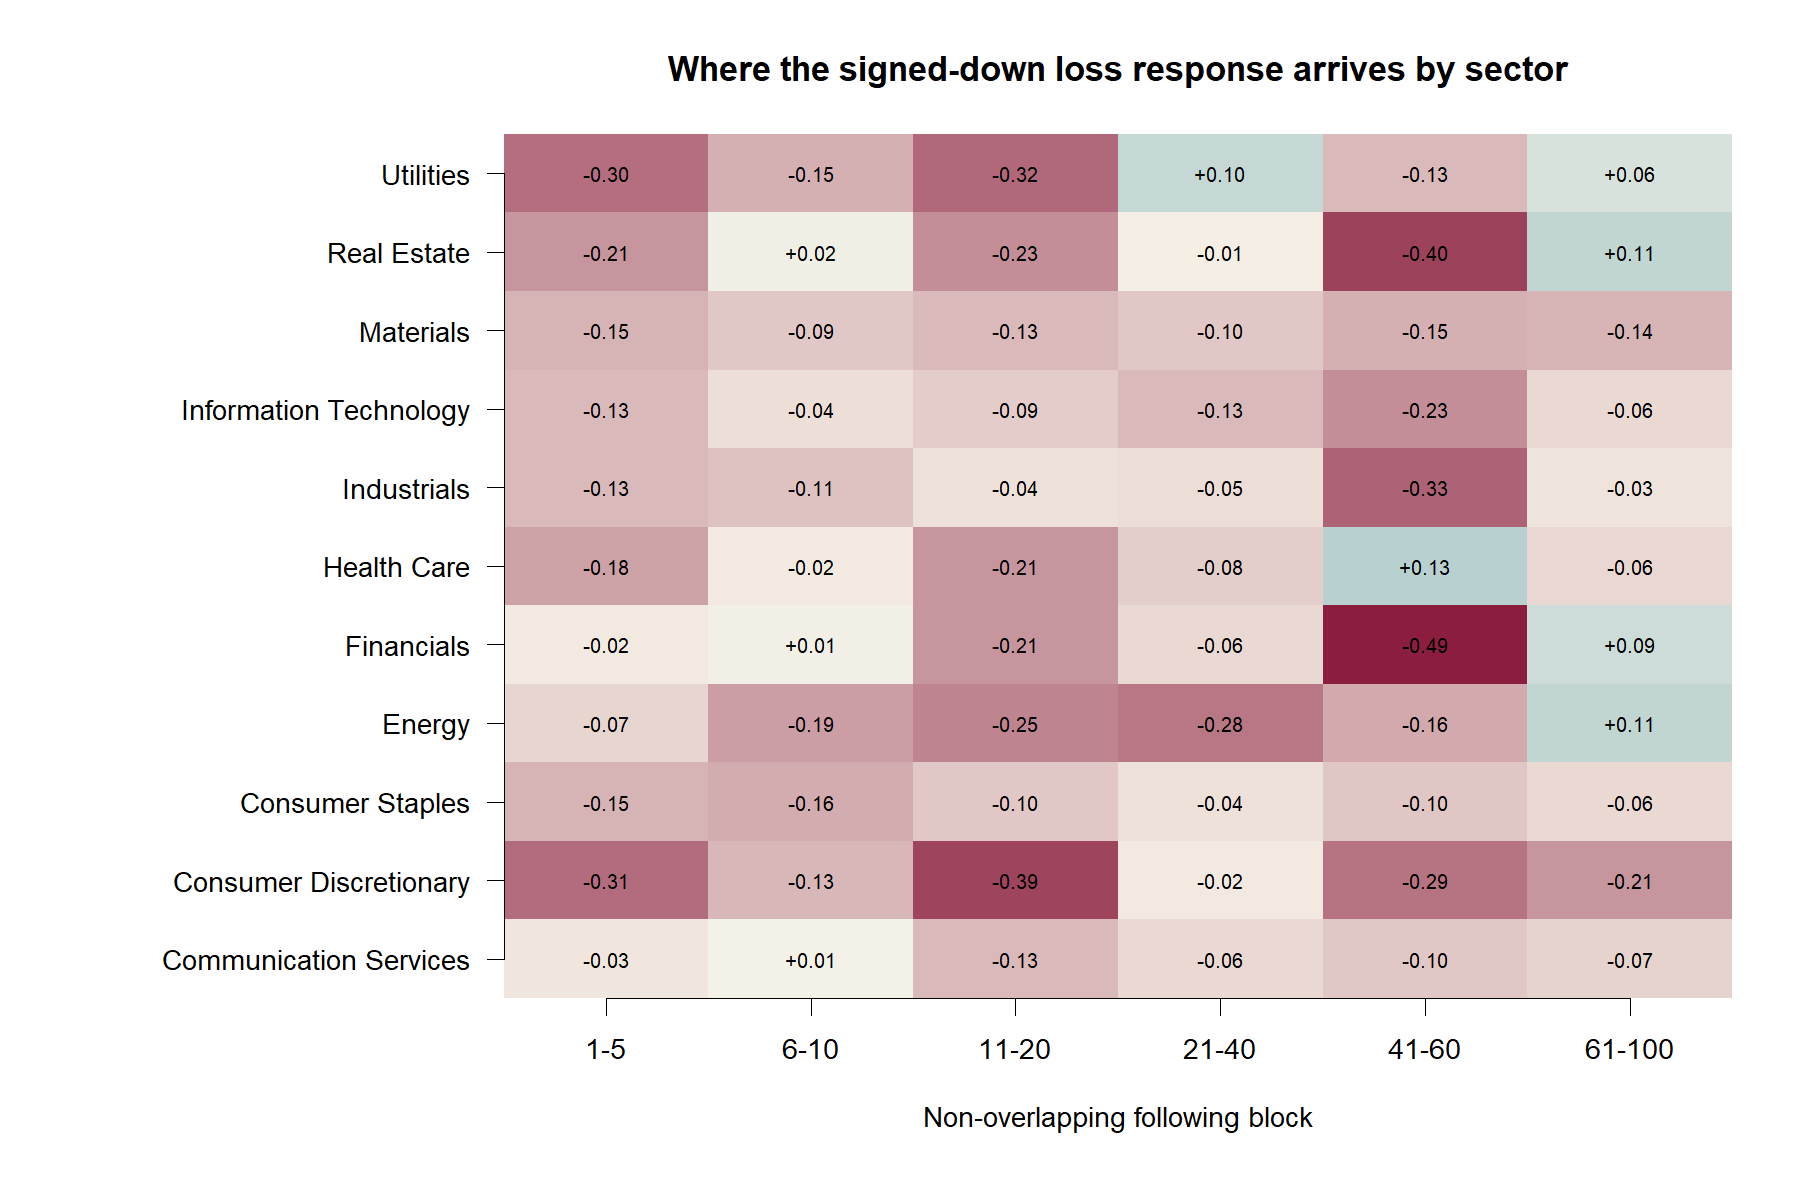 Where the signed-down loss response arrives by sector
Utilities -0.30 -0.15 -0.32 +0.10 -0.13 +0.06
Real Estate -0.21 +0.02 -0.23 -0.01 -0.40 +0.11
Materials -0.15 -0.09 -0.13 -0.10 -0.15 -0.14
Information Technology -0.13 -0.04 -0.09 -0.13 -0.23 -0.06
Industrials -0.13 -0.11 -0.04 -0.05 -0.33 -0.03
Health Care -0.18 -0.02 -0.21 -0.08 +0.13 -0.06
Financials -0.02 +0.01 -0.21 -0.06 -0.49 +0.09
Energy -0.07 -0.19 -0.25 -0.28 -0.16 +0.11
Consumer Staples -0.15 -0.16 -0.10 -0.04 -0.10 -0.06
Consumer Discretionary -0.31 -0.13 -0.39 -0.02 -0.29 -0.21
Communication Services -0.03 +0.01 -0.13 -0.06 -0.10 -0.07
1-5 6-10 11-20 21-40 41-60 61-100
Non-overlapping following block